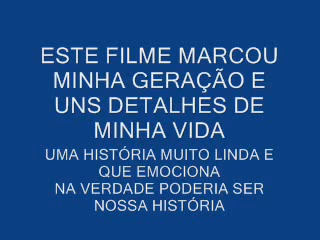 ESTE FILME MARCOU
MINHA GERAÇÃO E
UNS DETALHES DE
MINHA VIDA
UMA HISTÓRIA MUITO LINDA E
QUE EMOCIONA
NA VERDADE PODERIA SER
NOSSA HISTÓRIA